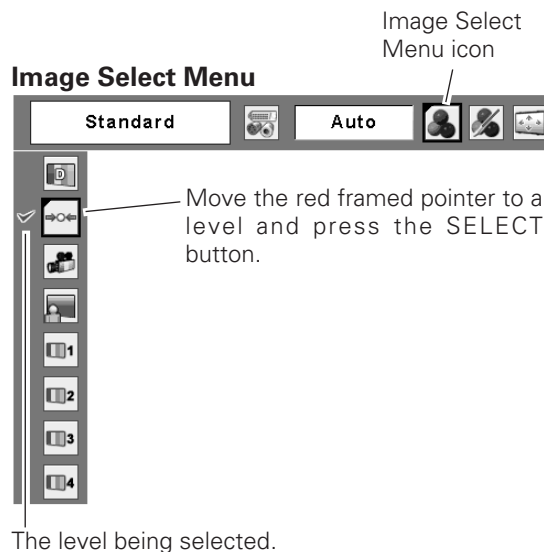 Image Select
Menu icon
Image Select Menu
Standard
Auto
D
Move the red framed pointer to a
level and press the SELECT
button.
1
2
3
4
The level being selected.